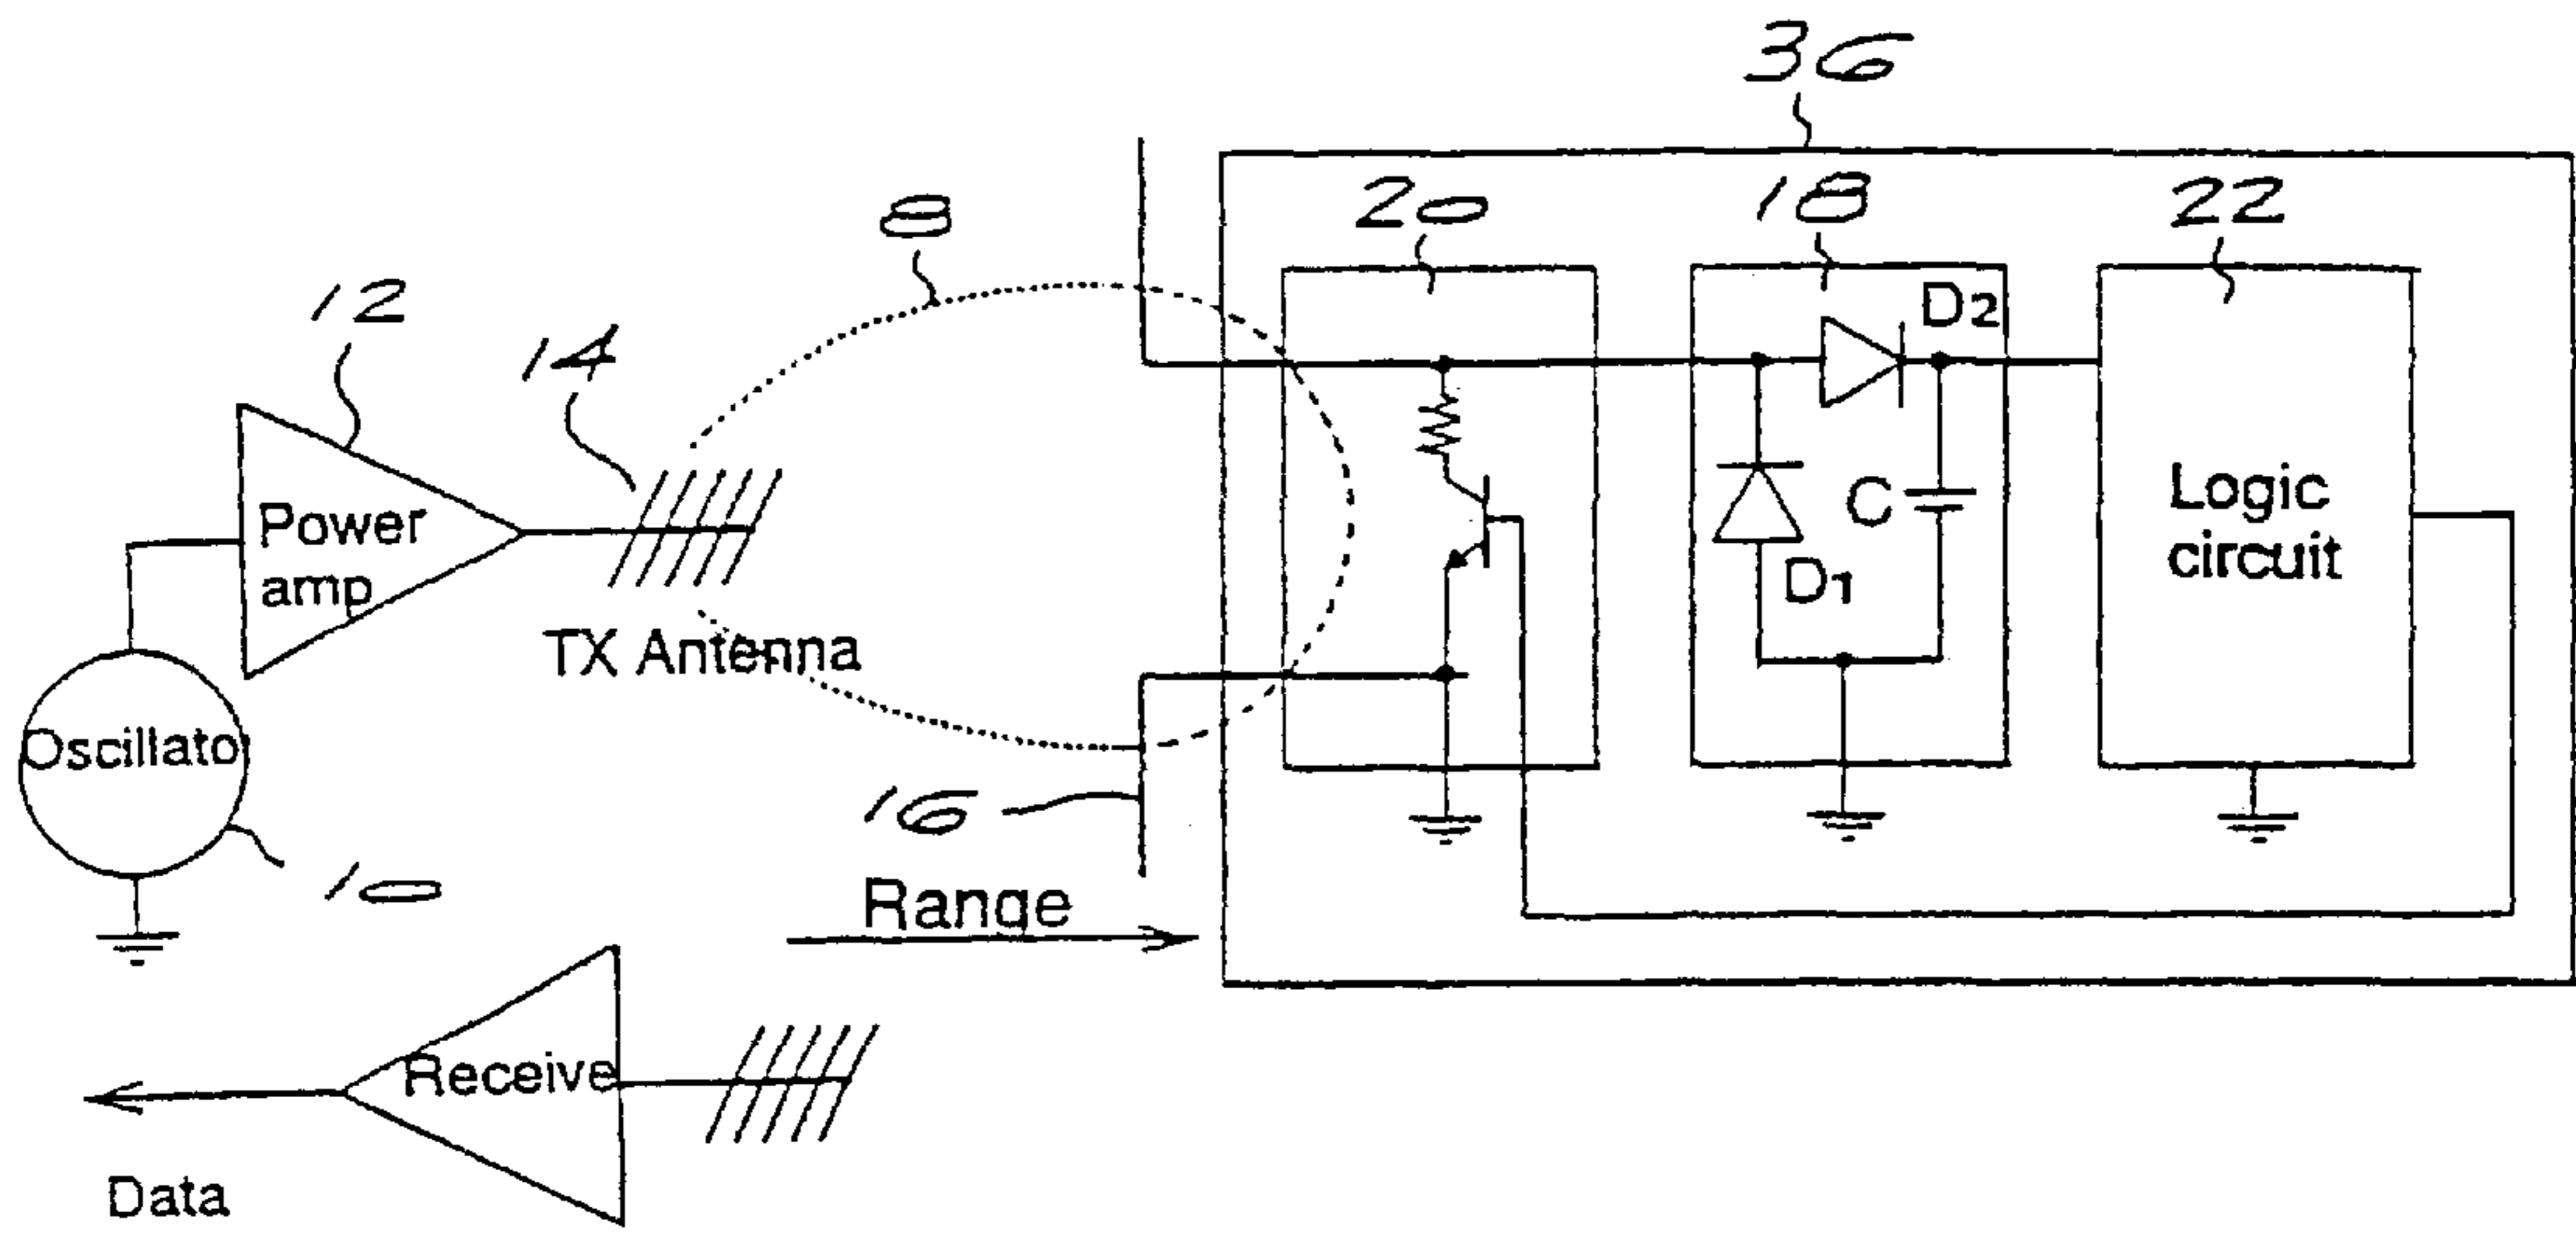 36
8
20
18
22
12
14
D2
Power
amp
Logic
circuit
C
D1
TX Antenna
Oscillato
16
10
Range
Receive
Data